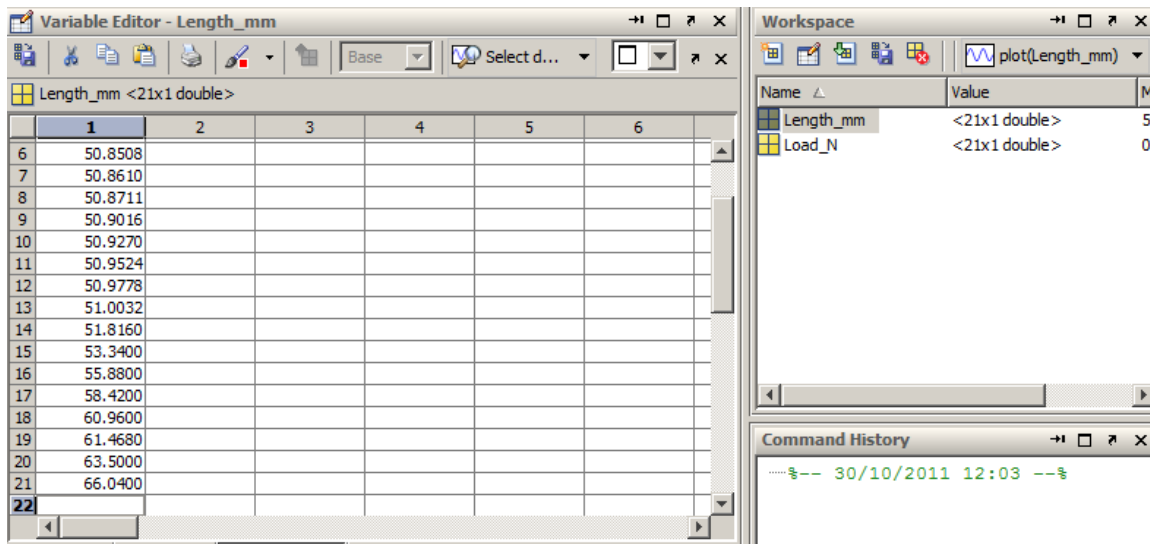 Variable Editor - Length_mm
Base
Select d...
Length_mm <21x1 double>
1 2 3 4 5 6
6 50.8508
7 50.8610
8 50.8711
9 50.9016
10 50.9270
11 50.9524
12 50.9778
13 51.0032
14 51.8160
15 53.3400
16 55.8800
17 58.4200
18 60.9600
19 61.4680
20 63.5000
21 66.0400
22
Workspace
plot(Length_mm)
Name Value M
Length_mm <21x1 double> 5
Load_N <21x1 double> 0
Command History
%-- 30/10/2011 12:03 --%